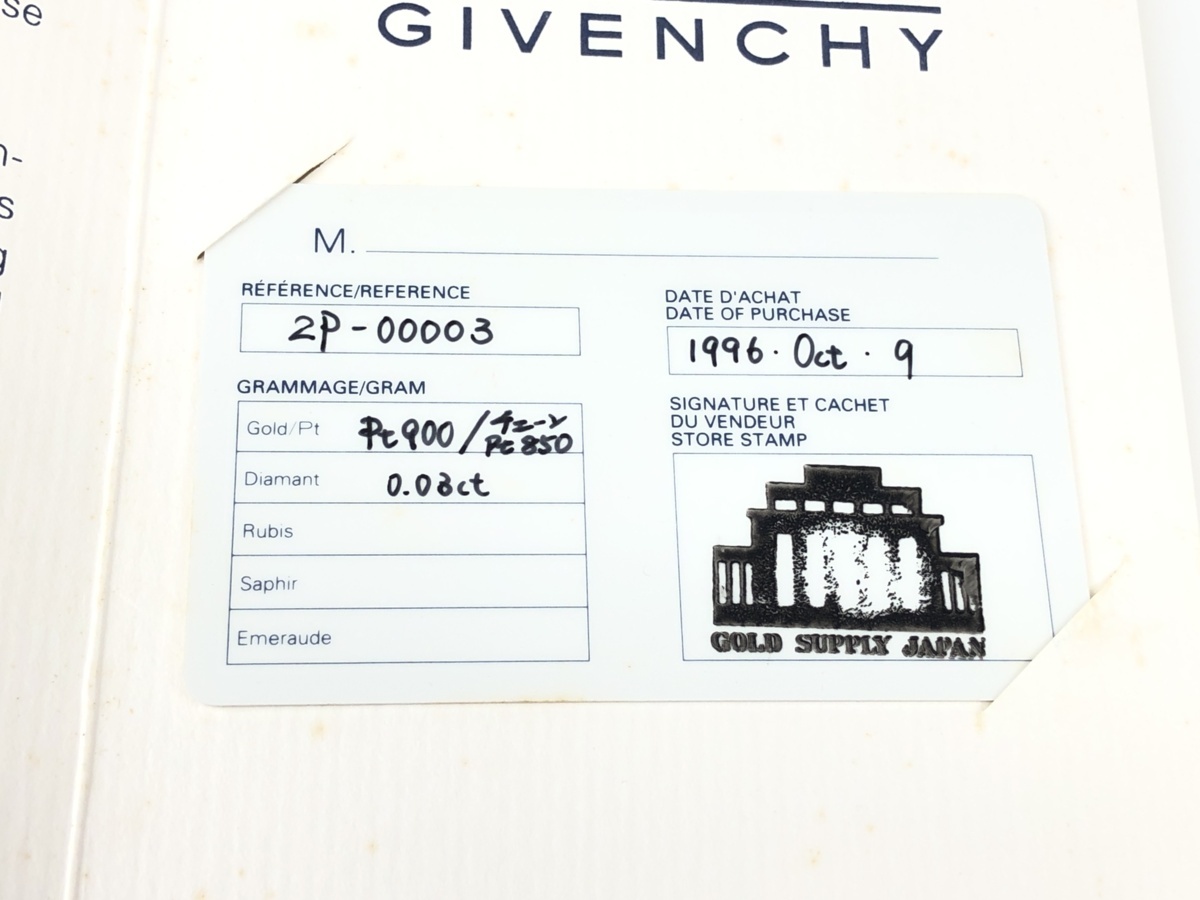 se
n-
s
g
GIVENCHY
M.
RÉFÉRENCE/REFERENCE
2P-00003
GRAMMAGE/GRAM
Gold/Pt Pt900/チェーン Pt850
Diamant 0.03ct
Rubis
Saphir
Emeraude
DATE D'ACHAT
DATE OF PURCHASE
1996・Oct・9
SIGNATURE ET CACHET
DU VENDEUR
STORE STAMP
GOLD SUPPLY JAPAN